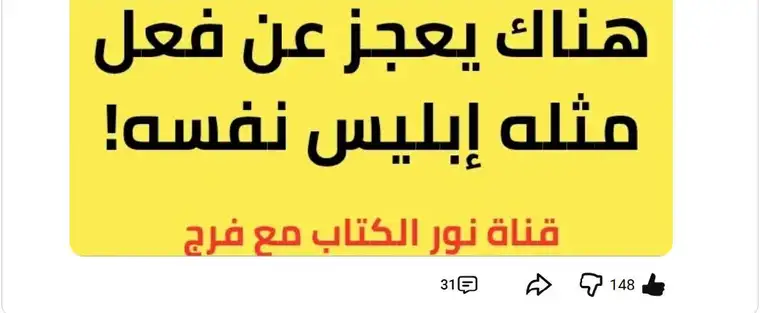 هناك يعجز عن فعل
مثله إبليس نفسه!
قناة نور الكتاب مع فرج
148 31